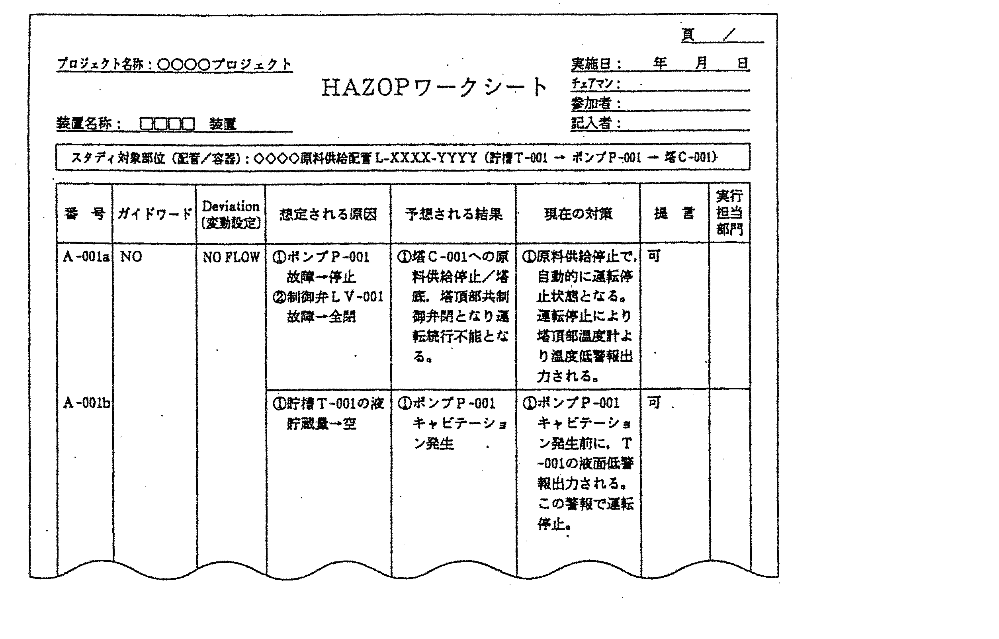 頁　／
プロジェクト名称：○○○○プロジェクト
実施日：　年　月　日
HAZOPワークシート
チェアマン：
参加者：
装置名称：　□□□□　装置
記入者：
スタディ対象部位（配管／容器）：◇◇◇◇原料供給配管L-XXXX-YYYY（貯槽T-001 → ポンプP-001 → 塔C-001）
番　号
ガイドワード
Deviation
（変動設定）
想定される原因
予想される結果
現在の対策
提　言
実行
担当
部門
A-001a
NO
NO FLOW
①ポンプP-001
故障→停止
②制御弁LV-001
故障→全閉
①塔C-001への原
料供給停止／塔
底，塔頂部共制
御弁閉となり運
転続行不能とな
る。
①原料供給停止で，
自動的に運転停
止状態となる。
運転停止により
塔頂部温度計よ
り温度低警報出
力される。
可
A-001b
①貯槽T-001の液
貯蔵量→空
①ポンプP-001
キャビテーショ
ン発生
①ポンプP-001
キャビテーショ
ン発生前に，T
-001の液面低警
報出力される。
この警報で運転
停止。
可